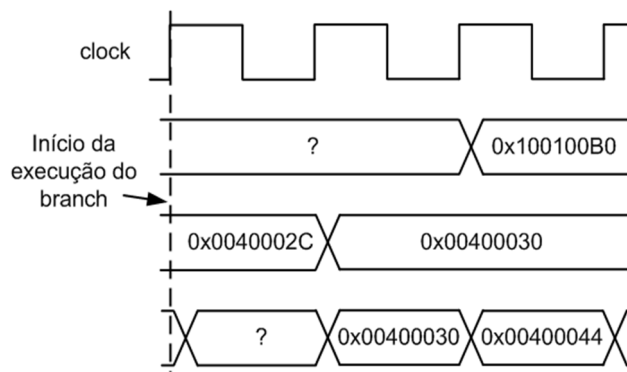 clock
? 0x100100B0
Início da
execução do
branch
0x0040002C 0x00400030
? 0x00400030 0x00400044